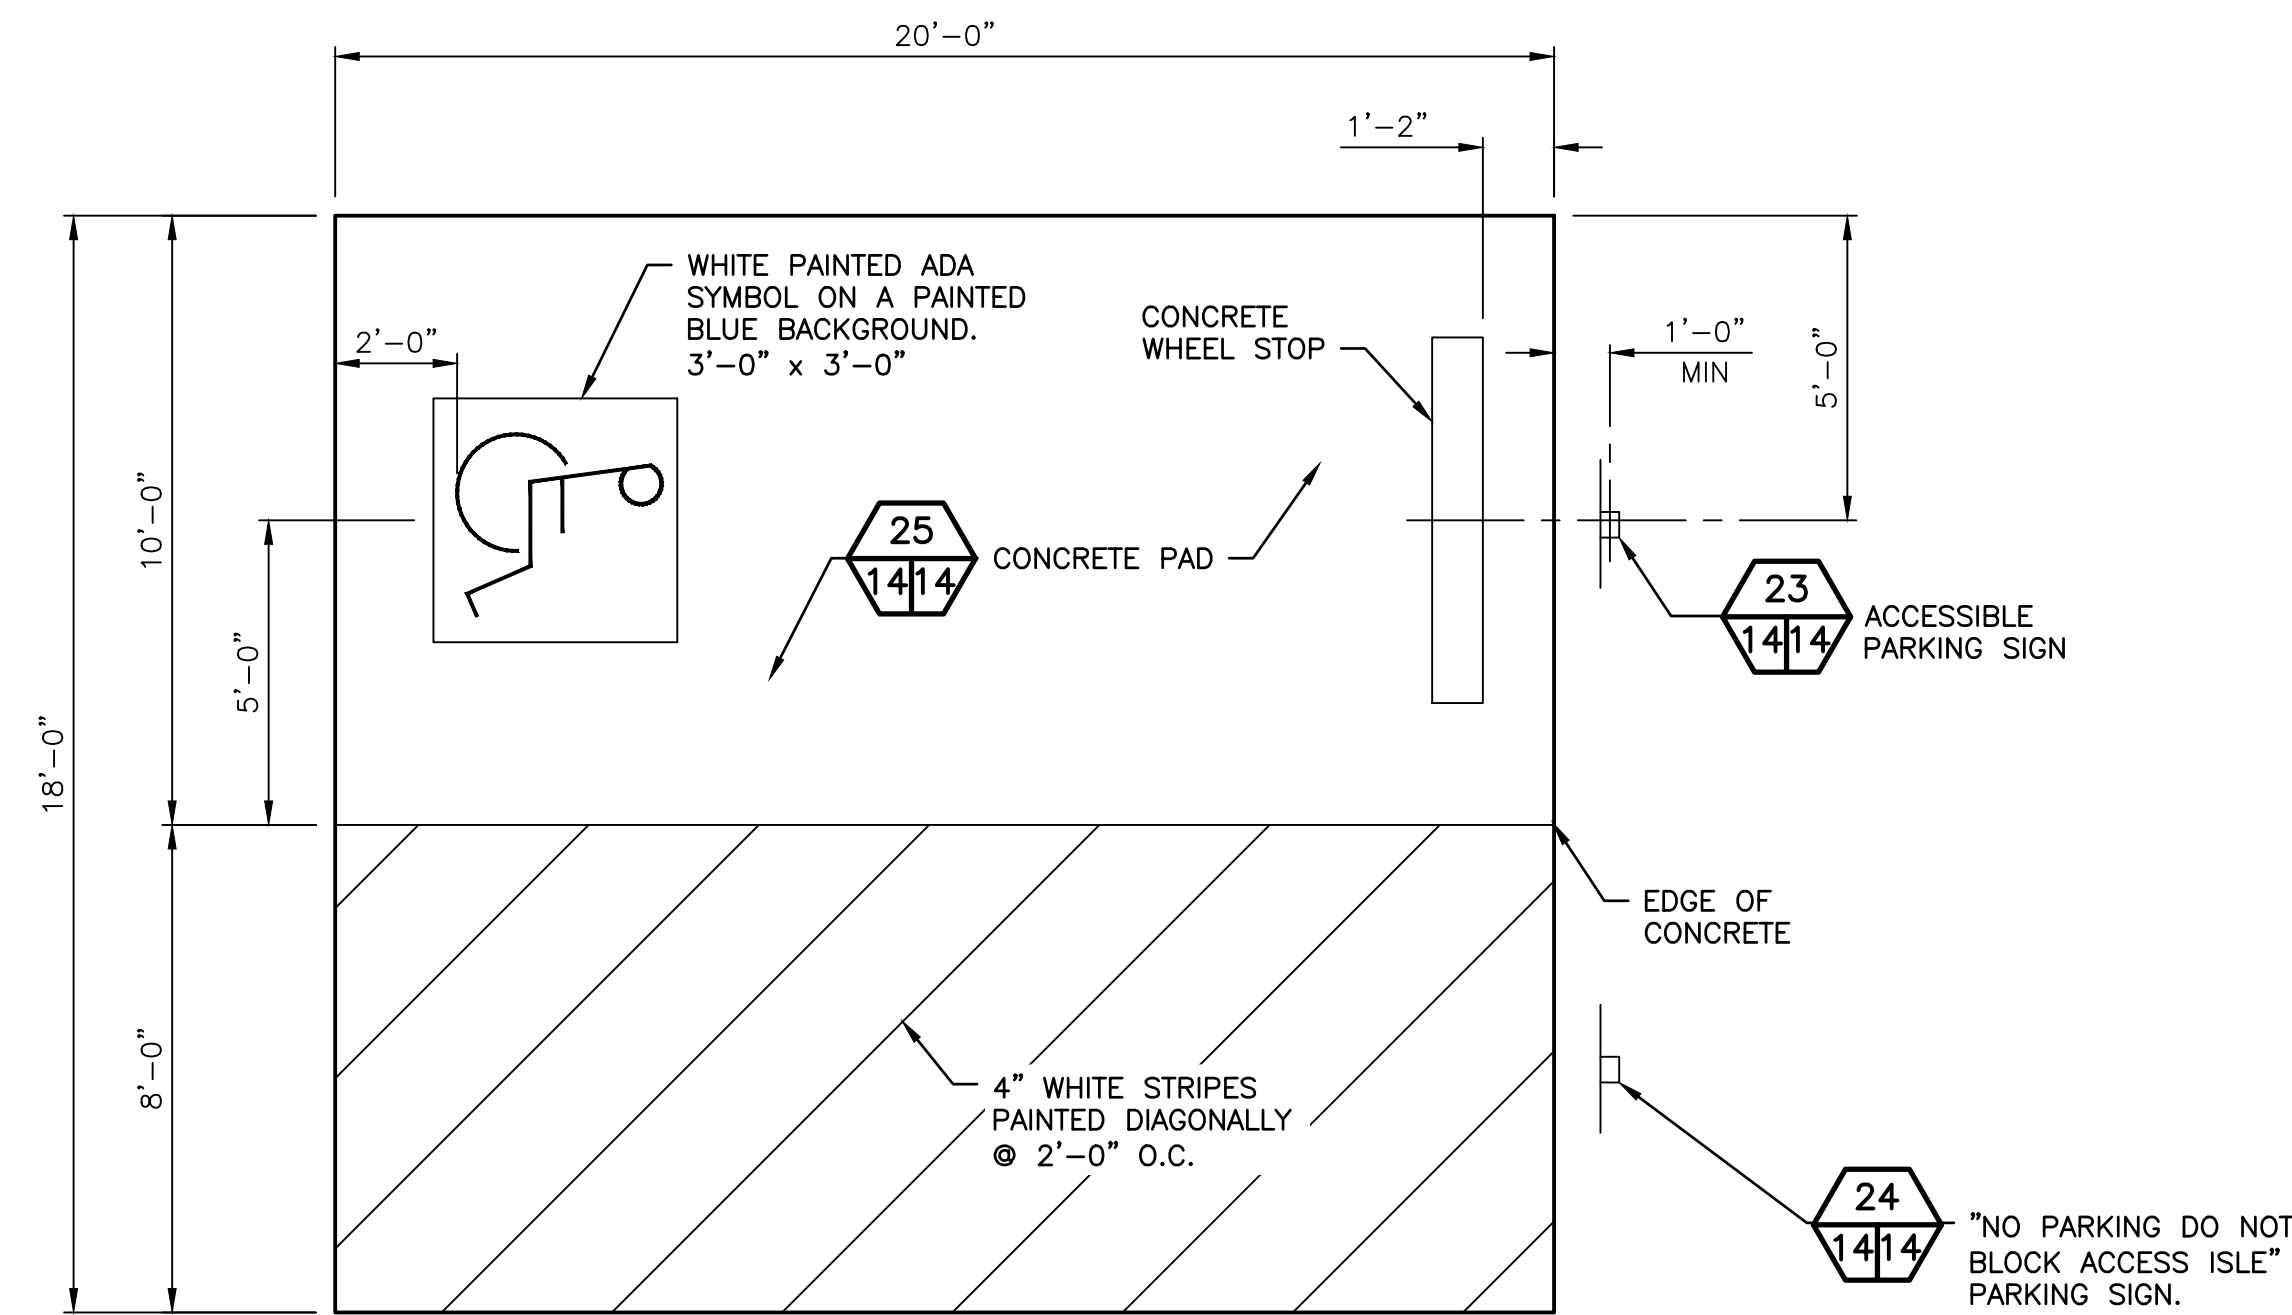 20'-0"
1'-2"
WHITE PAINTED ADA
SYMBOL ON A PAINTED
BLUE BACKGROUND.
3'-0" x 3'-0"
CONCRETE
WHEEL STOP
2'-0"
1'-0"
MIN
5'-0"
10'-0"
25
14 14
CONCRETE PAD
23
14 14
ACCESSIBLE
PARKING SIGN
5'-0"
18'-0"
EDGE OF
CONCRETE
8'-0"
4" WHITE STRIPES
PAINTED DIAGONALLY
@ 2'-0" O.C.
24
14 14
"NO PARKING DO NOT
BLOCK ACCESS ISLE"
PARKING SIGN.